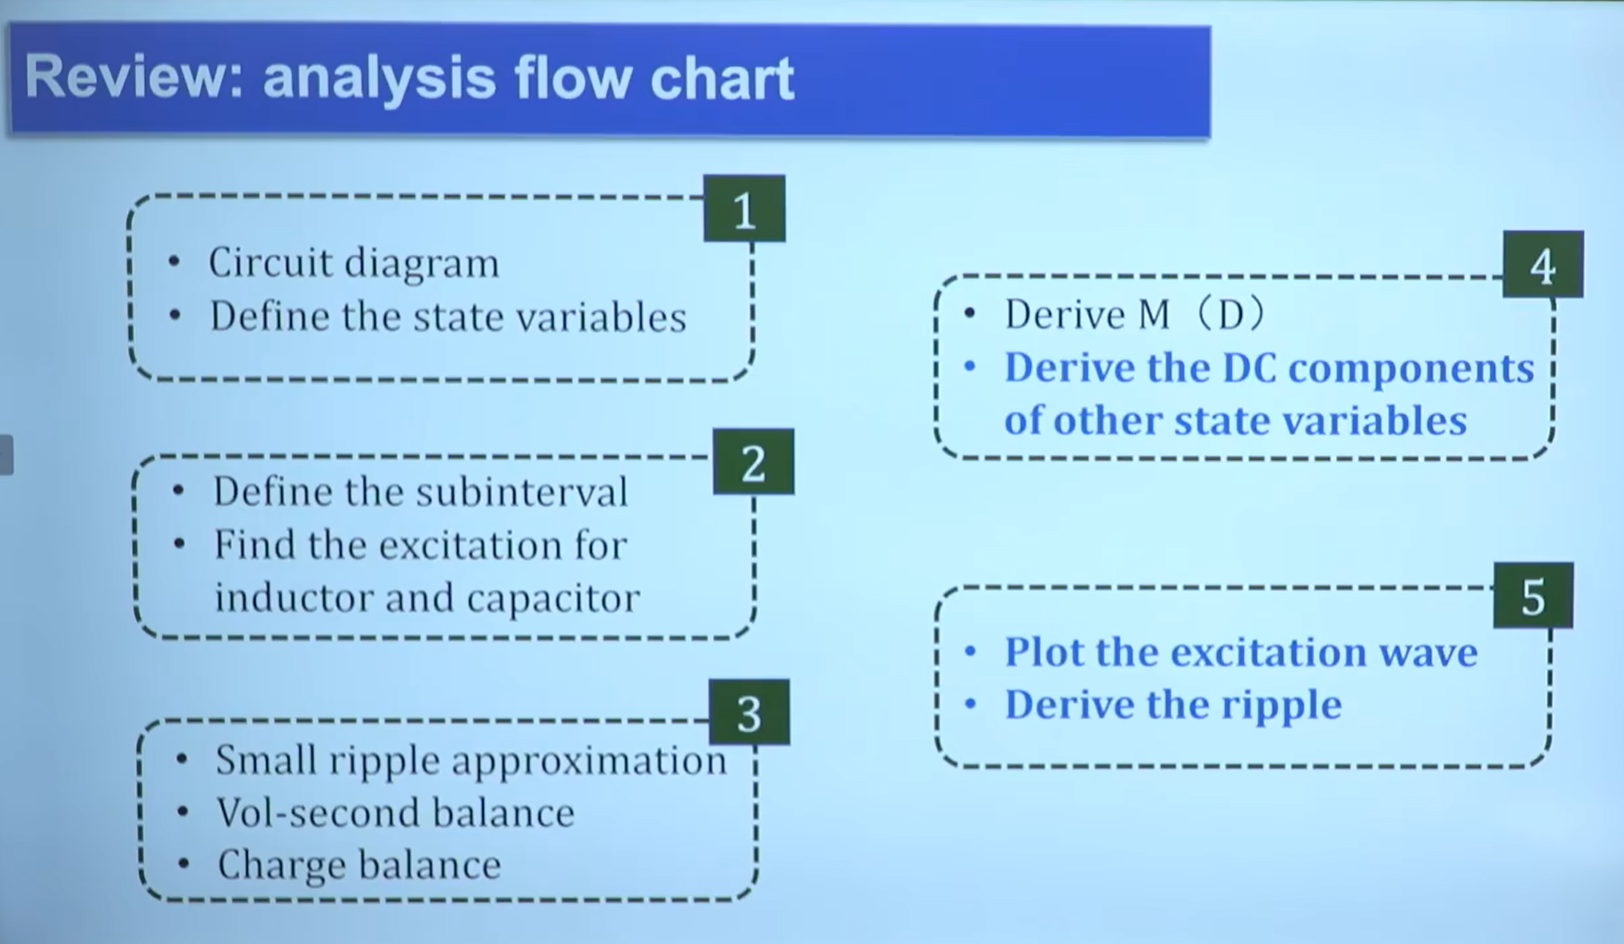 Review: analysis flow chart
1
• Circuit diagram
• Define the state variables
2
• Define the subinterval
• Find the excitation for
inductor and capacitor
3
• Small ripple approximation
• Vol-second balance
• Charge balance
4
• Derive M（D）
• Derive the DC components
of other state variables
5
• Plot the excitation wave
• Derive the ripple